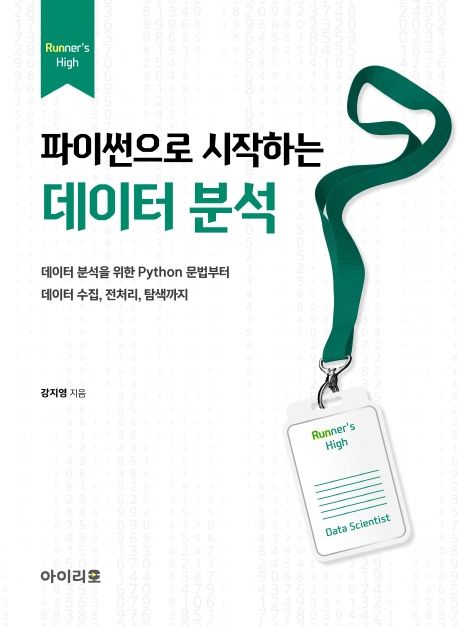 Runner's
High
파이썬으로 시작하는
데이터 분석
데이터 분석을 위한 Python 문법부터
데이터 수집, 전처리, 탐색까지
강지영 지음
Runner's
High
Data Scientist
아이리포